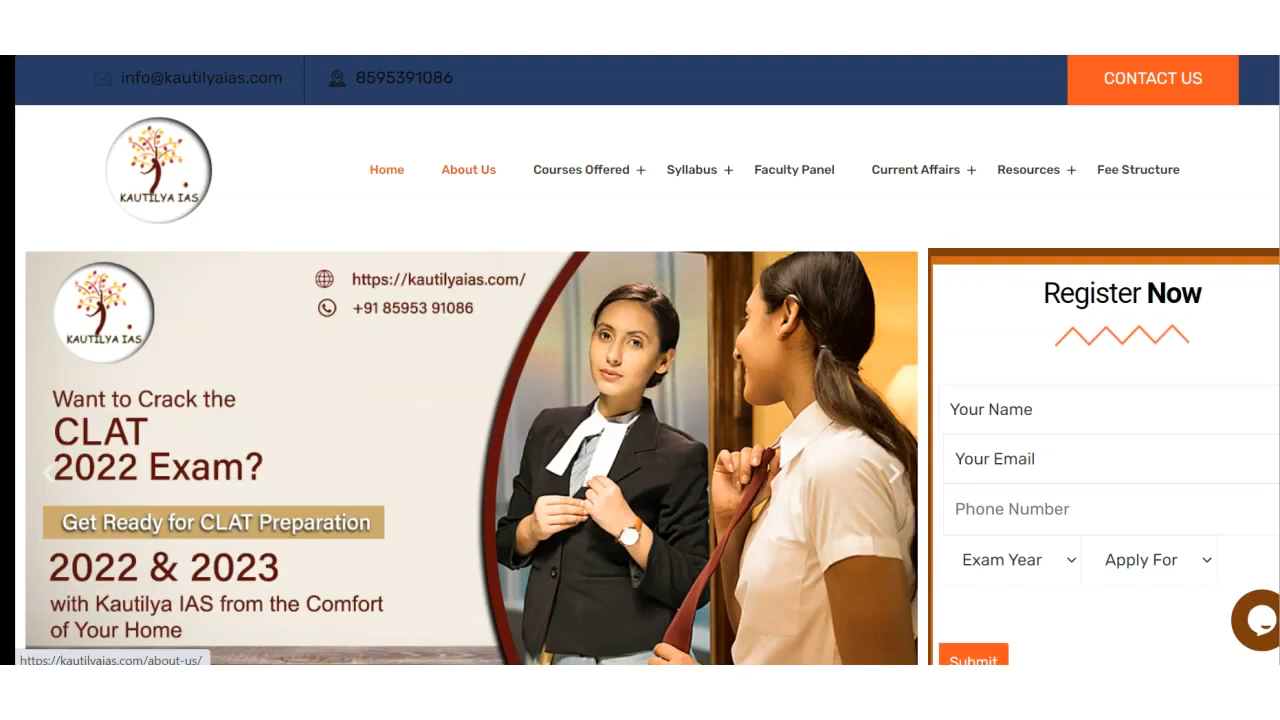 info@kautilyaias.com
8595391086
CONTACT US
KAUTILYA IAS
Home
About Us
Courses Offered +
Syllabus +
Faculty Panel
Current Affairs +
Resources +
Fee Structure
KAUTILYA IAS
https://kautilyaias.com/
+91 85953 91086
Want to Crack the
CLAT
2022 Exam?
Get Ready for CLAT Preparation
2022 & 2023
with Kautilya IAS from the Comfort
of Your Home
Register Now
Your Name
Your Email
Phone Number
Exam Year
Apply For
Submit
https://kautilyaias.com/about-us/